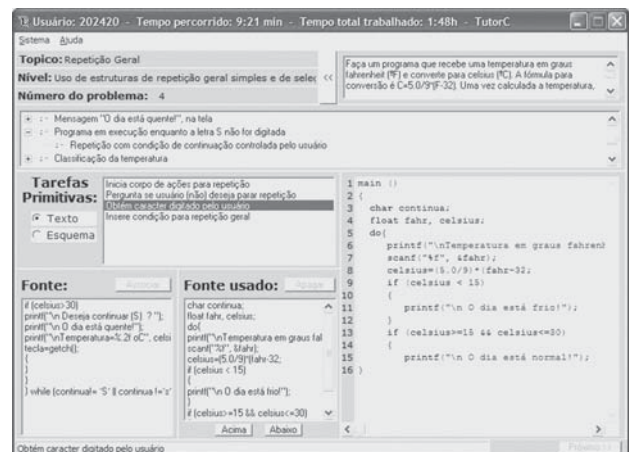 Usuário: 202420 - Tempo percorrido: 9:21 min - Tempo total trabalhado: 1:48h - TutorC
Sistema Ajuda
Topico: Repetição Geral
Nível: Uso de estruturas de repetição geral simples e de selec
Número do problema: 4
<<
Faça um programa que recebe uma temperatura em graus
fahrenheit (ºF) e converte para celsius (ºC). A fórmula para
conversão é C=5.0/9*(F-32). Uma vez calculada a temperatura,
:- Mensagem "O dia está quente!", na tela
:- Programa em execução enquanto a letra S não for digitada
:- Repetição com condição de continuação controlada pelo usuário
:- Classificação da temperatura
Tarefas
Primitivas:
Texto
Esquema
Inicia corpo de ações para repetição
Pergunta se usuário (não) deseja parar repetição
Obtém caracter digitado pelo usuário
Insere condição para repetição geral
Fonte:
if (celsius>30)
printf("\n Deseja continuar (S) ? ");
printf("\n O dia está quente!");
printf("\nTemperatura=%.2f oC", celsi
tecla=getch();
{
}
}
} while (continua!= 'S' || continua !='s'
Fonte usado:
Apagar
char continua;
float fahr, celsius;
do{
printf("\nTemperatura em graus fal
scanf("%f", &fahr);
celsius=(5.0/9)*(fahr-32;
if (celsius < 15)
{
printf("\n O dia está frio!");
}
if (celsius>=15 && celsius<=30)
Acima Abaixo
1 main ()
2 {
3 char continua;
4 float fahr, celsius;
5 do{
6 printf("\nTemperatura em graus fahrenh
7 scanf("%f", &fahr);
8 celsius=(5.0/9)*(fahr-32;
9 if (celsius < 15)
10 {
11 printf("\n O dia está frio!");
12 }
13 if (celsius>=15 && celsius<=30)
14 {
15 printf("\n O dia está normal!");
16 }
Obtém caracter digitado pelo usuário
Próximo >>